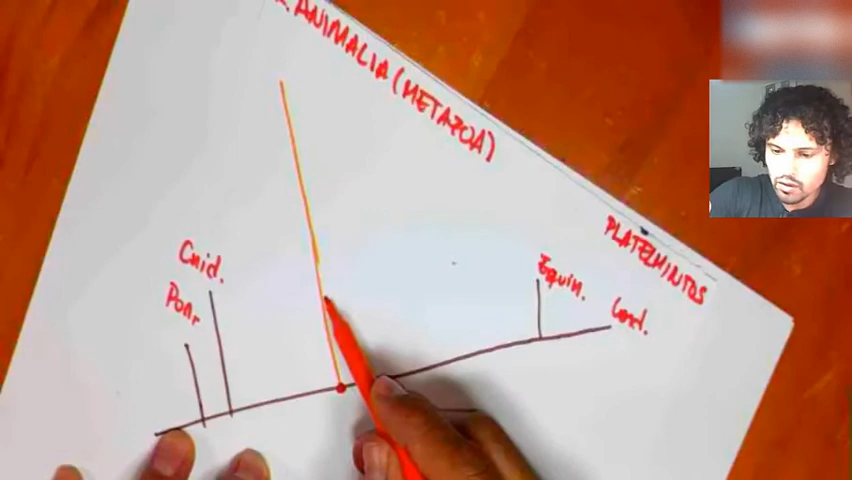 R. ANIMALIA (METAZOA)
PLATELMINTOS
Cnid.
Por.
Equin.
Cord.